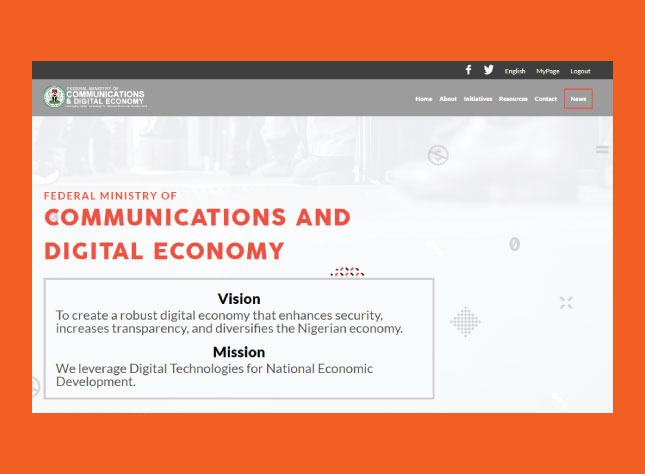 English MyPage Logout
FEDERAL MINISTRY OF
COMMUNICATIONS
& DIGITAL ECONOMY
Home About Initiatives Resources Contact News
FEDERAL MINISTRY OF
COMMUNICATIONS AND
DIGITAL ECONOMY
Vision
To create a robust digital economy that enhances security,
increases transparency, and diversifies the Nigerian economy.
Mission
We leverage Digital Technologies for National Economic
Development.